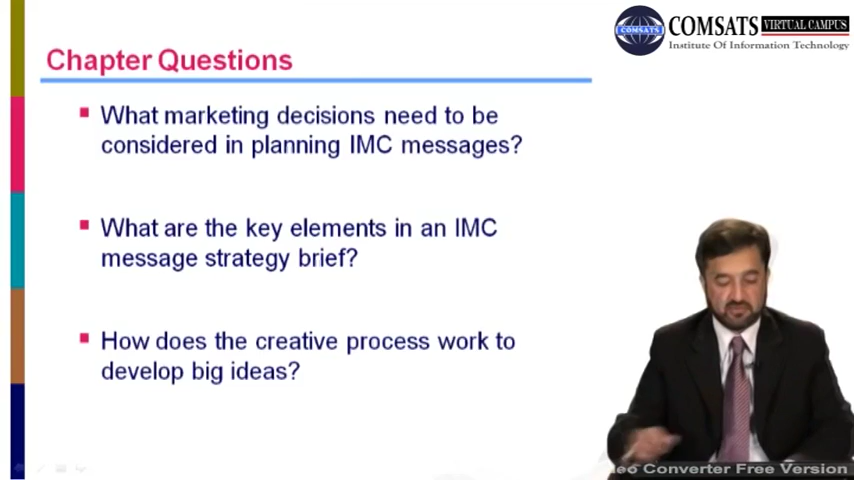 COMSATS VIRTUAL CAMPUS
COMSATS
Institute Of Information Technology
Chapter Questions
What marketing decisions need to be
considered in planning IMC messages?
What are the key elements in an IMC
message strategy brief?
How does the creative process work to
develop big ideas?
Converter Free Version